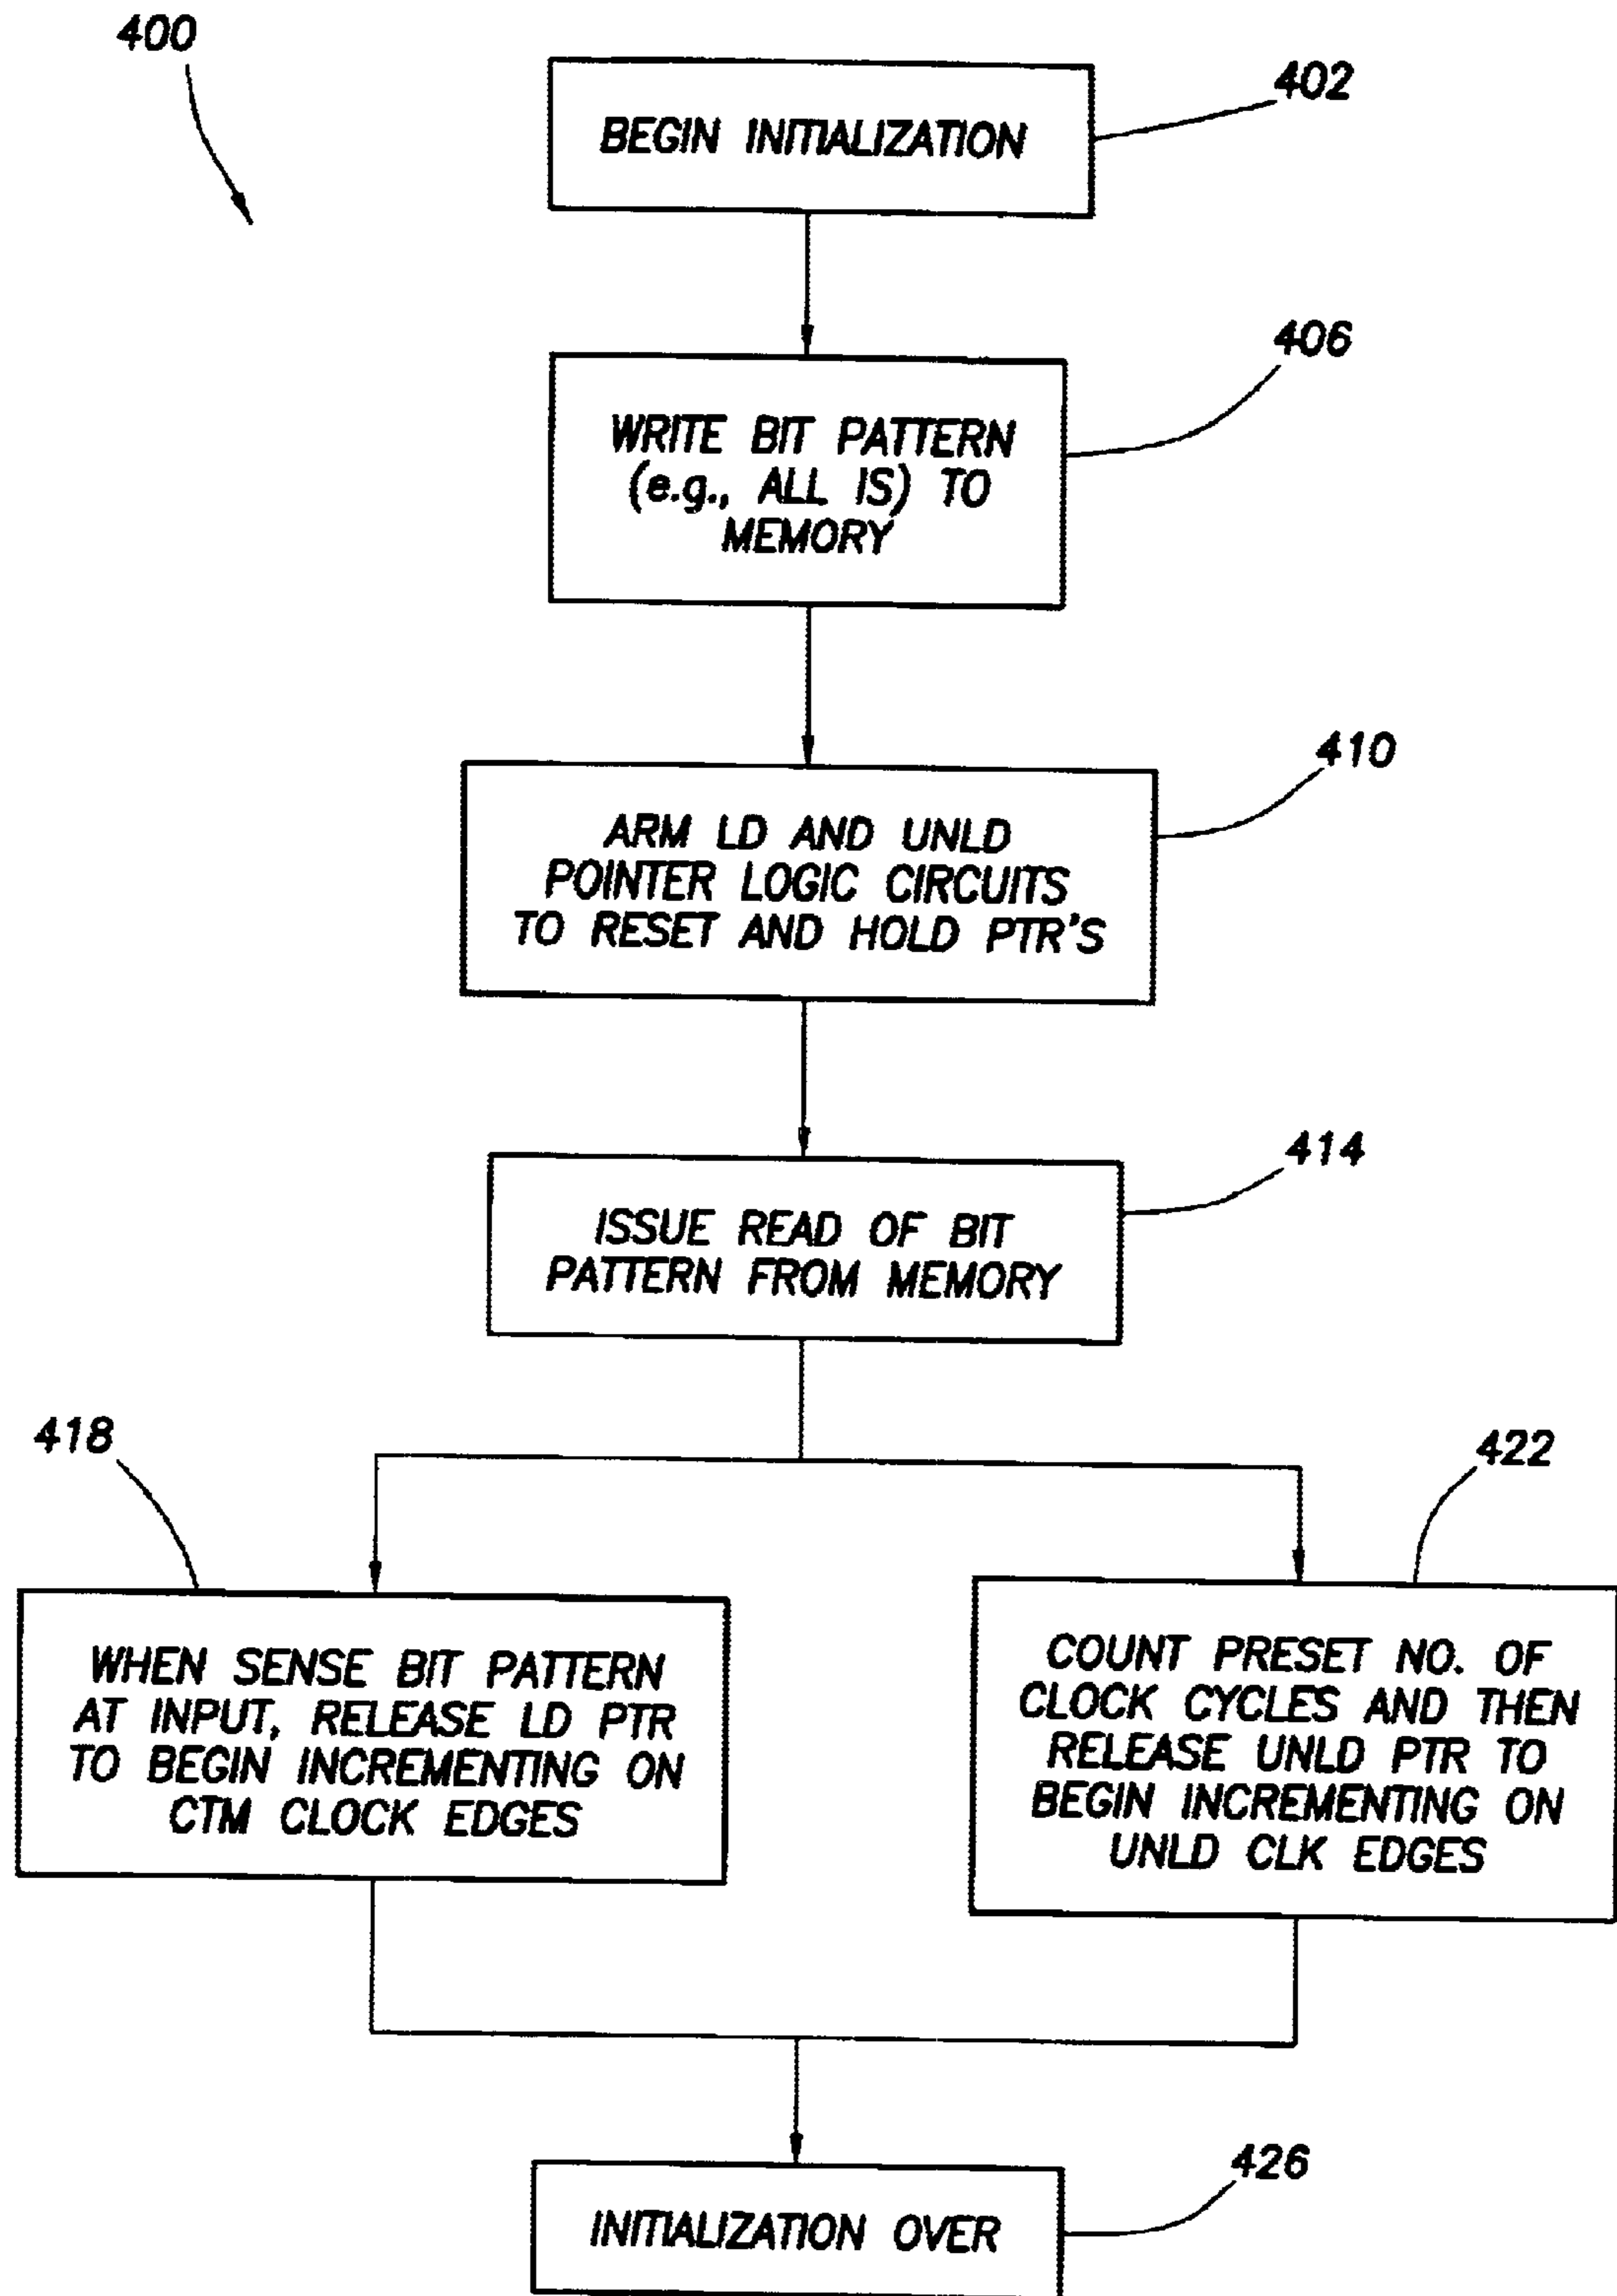 400
402
BEGIN INITIALIZATION
406
WRITE BIT PATTERN
(e.g., ALL IS) TO
MEMORY
410
ARM LD AND UNLD
POINTER LOGIC CIRCUITS
TO RESET AND HOLD PTR'S
414
ISSUE READ OF BIT
PATTERN FROM MEMORY
418
WHEN SENSE BIT PATTERN
AT INPUT, RELEASE LD PTR
TO BEGIN INCREMENTING ON
CTM CLOCK EDGES
422
COUNT PRESET NO. OF
CLOCK CYCLES AND THEN
RELEASE UNLD PTR TO
BEGIN INCREMENTING ON
UNLD CLK EDGES
426
INITIALIZATION OVER